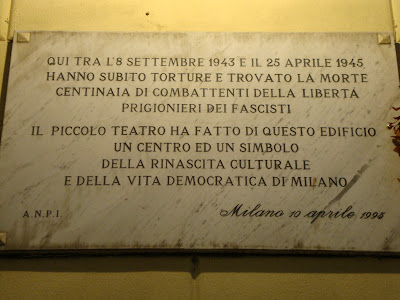 QUI TRA L'8 SETTEMBRE 1943 E IL 25 APRILE 1945
HANNO SUBITO TORTURE E TROVATO LA MORTE
CENTINAIA DI COMBATTENTI DELLA LIBERTÀ
PRIGIONIERI DEI FASCISTI
IL PICCOLO TEATRO HA FATTO DI QUESTO EDIFICIO
UN CENTRO ED UN SIMBOLO
DELLA RINASCITA CULTURALE
E DELLA VITA DEMOCRATICA DI MILANO
A.N.P.I. Milano 10 aprile 1995